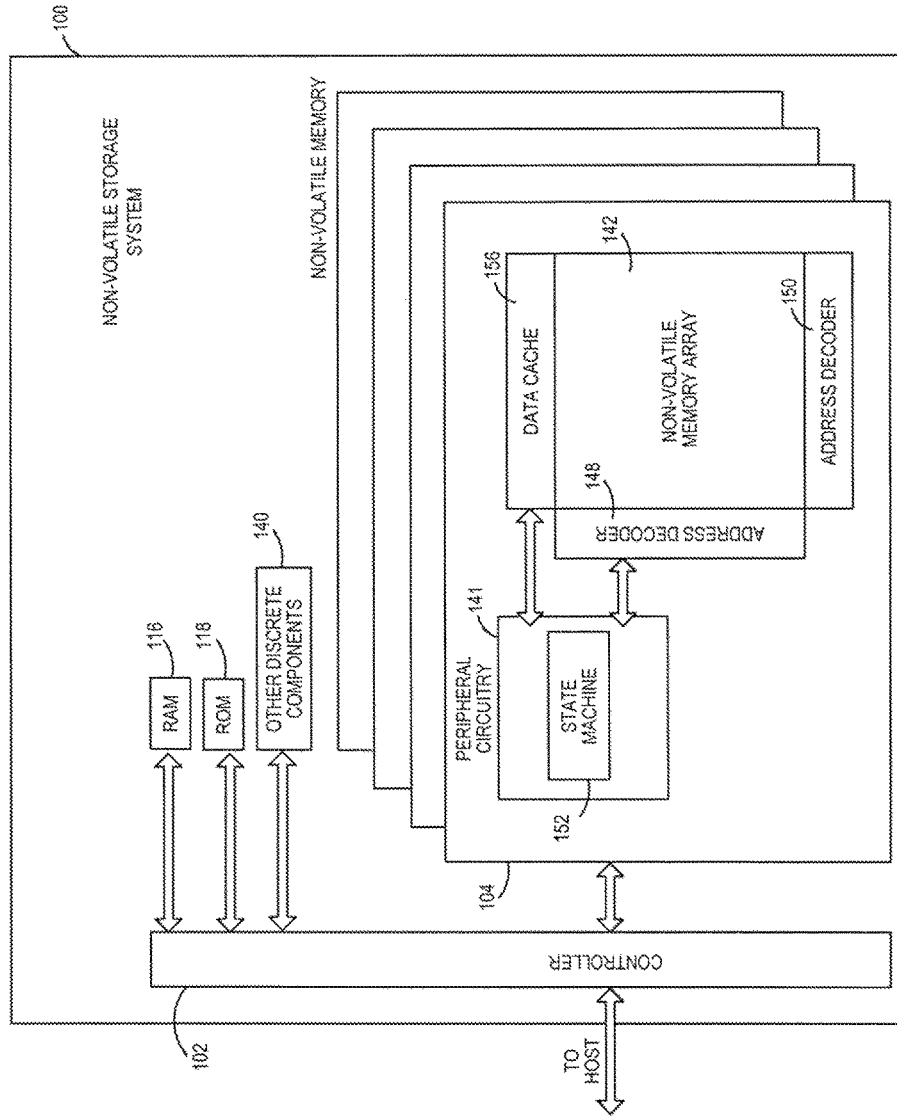 100
NON-VOLATILE STORAGE
SYSTEM
RAM
116
ROM
118
OTHER DISCRETE
COMPONENTS
140
NON-VOLATILE MEMORY
104
PERIPHERAL
CIRCUITRY
141
STATE
MACHINE
152
DATA CACHE
156
NON-VOLATILE
MEMORY ARRAY
142
ADDRESS DECODER
148
ADDRESS DECODER
150
CONTROLLER
102
TO
HOST